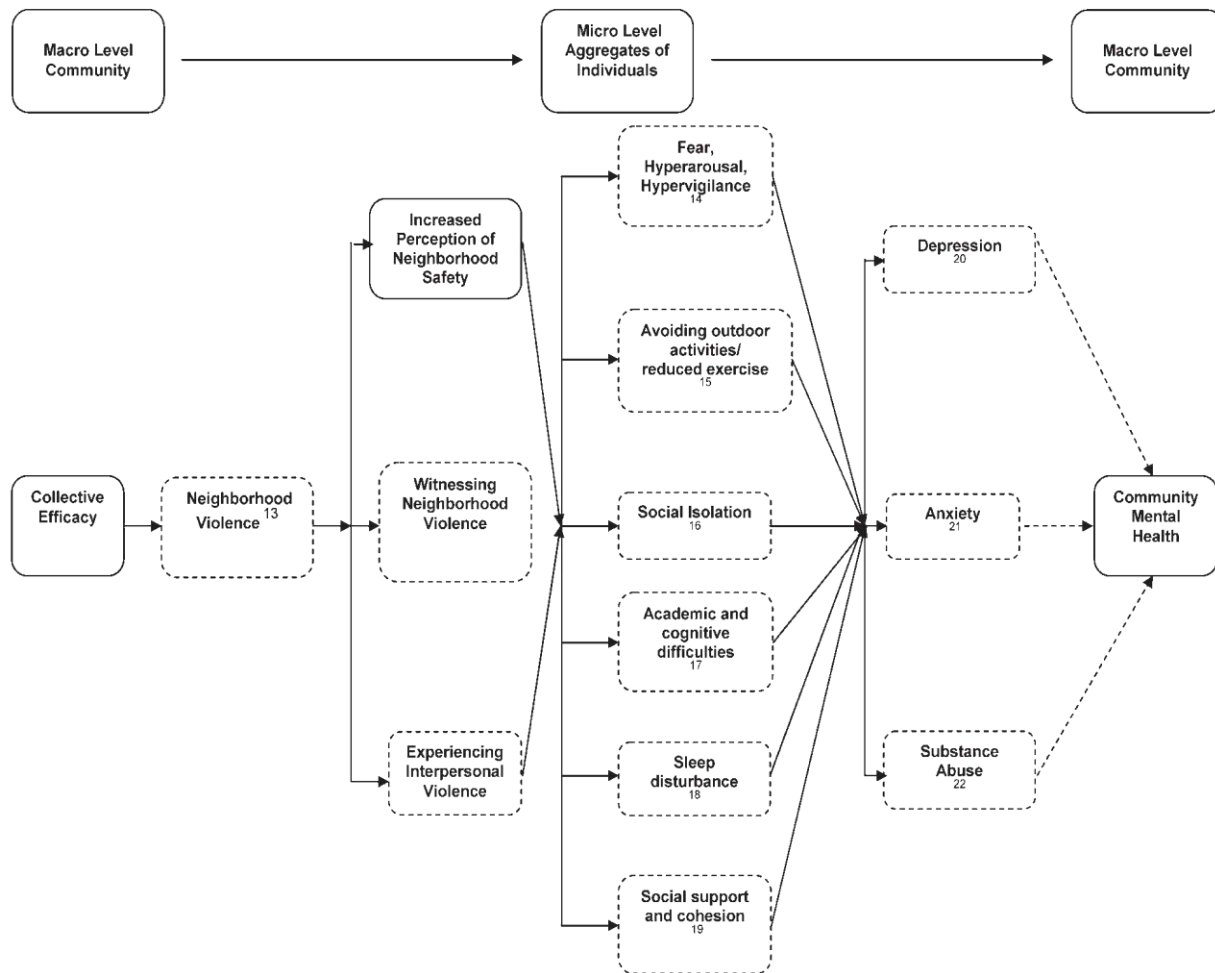 Macro Level
Community
Micro Level
Aggregates of
Individuals
Macro Level
Community
Fear,
Hyperarousal,
Hypervigilance
14
Increased
Perception of
Neighborhood
Safety
Depression
20
Avoiding outdoor
activities/
reduced exercise
15
Collective
Efficacy
Neighborhood
Violence 13
Witnessing
Neighborhood
Violence
Social Isolation
16
Anxiety
21
Community
Mental
Health
Academic and
cognitive
difficulties
17
Experiencing
Interpersonal
Violence
Sleep
disturbance
18
Substance
Abuse
22
Social support
and cohesion
19